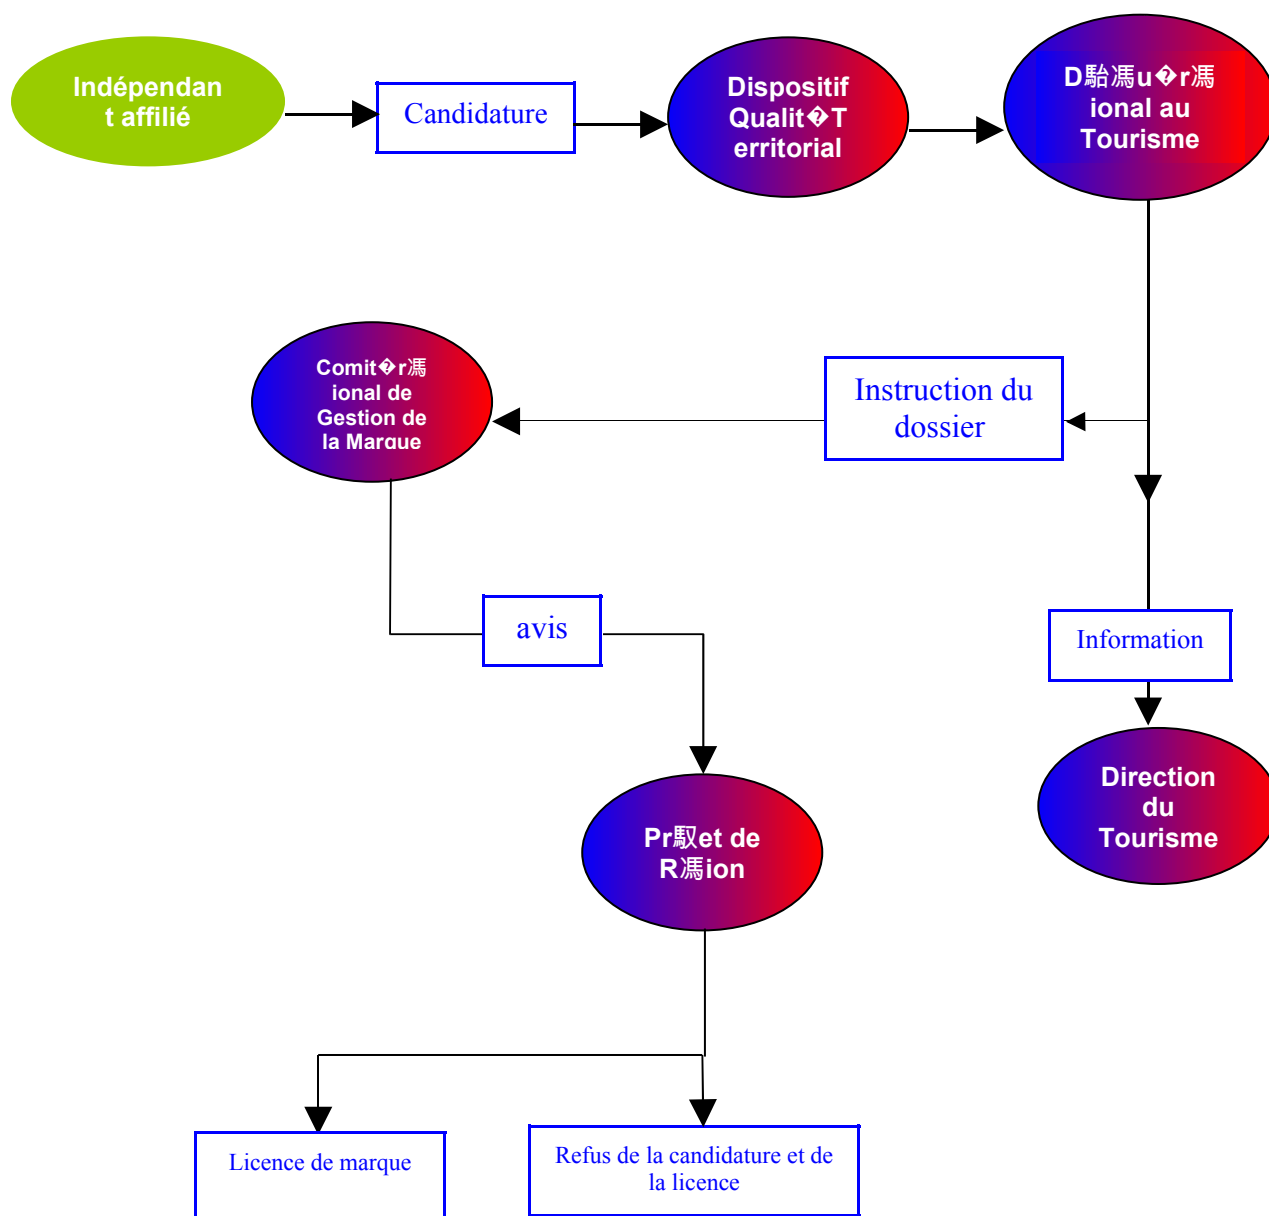 Indépendan
t affilié
Candidature
Dispositif
Qualit�T
erritorial
D駘馮u�r馮
ional au
Tourisme
Comit�r馮
ional de
Gestion de
la Marque
Instruction du
dossier
avis
Information
Direction
du
Tourisme
Pr馭et de
R馮ion
Licence de marque
Refus de la candidature et de
la licence